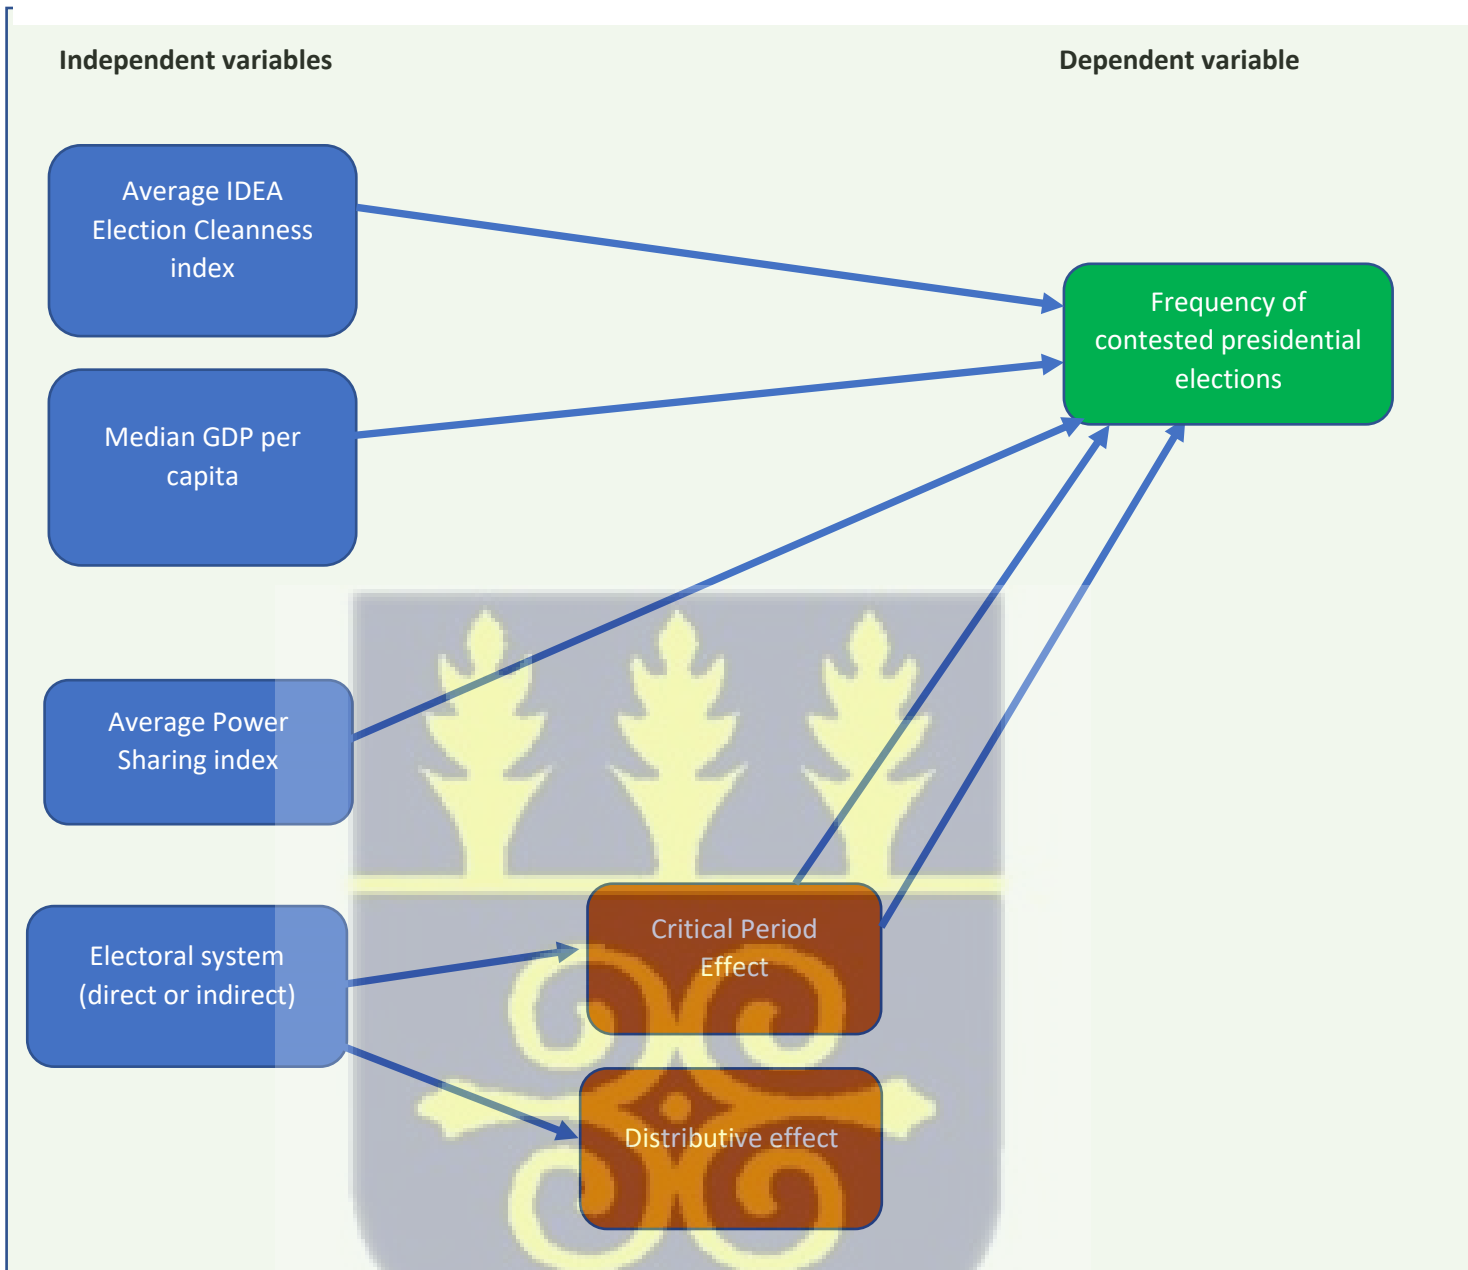 Independent variables
Dependent variable
Average IDEA
Election Cleanness
index
Frequency of
contested presidential
elections
Median GDP per
capita
Average Power
Sharing index
Electoral system
(direct or indirect)
Critical Period
Effect
Distributive effect